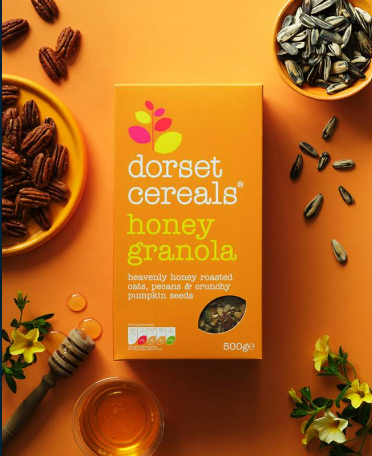 dorset
cereals®
honey
granola
heavenly honey roasted
oats, pecans & crunchy
pumpkin seeds
500g℮